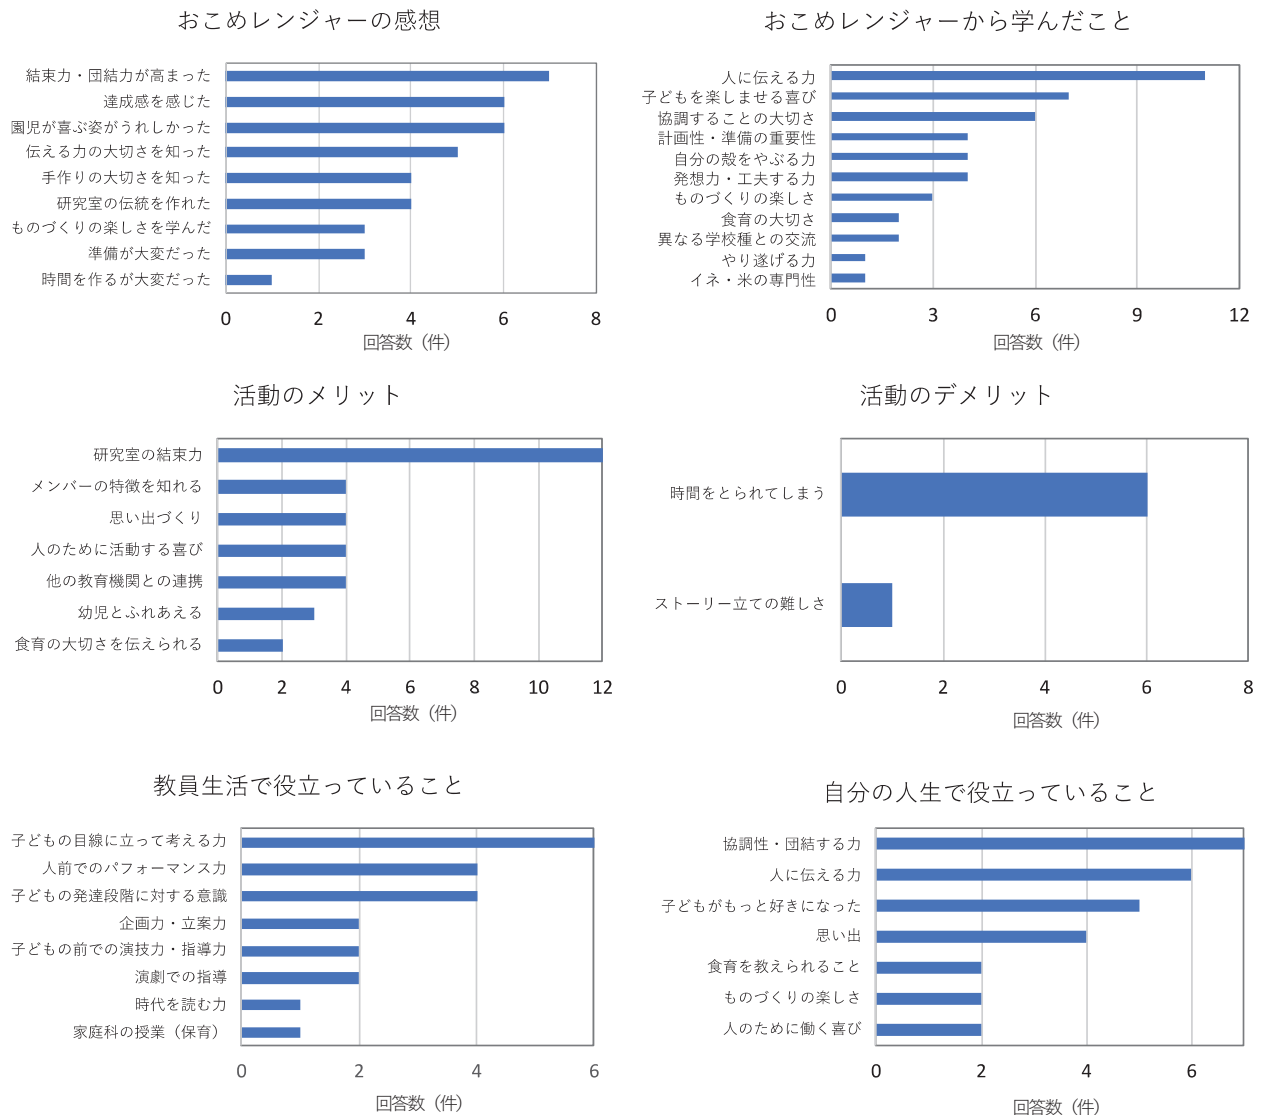 おこめレンジャーの感想
結束力・団結力が高まった
達成感を感じた
園児が喜ぶ姿がうれしかった
伝える力の大切さを知った
手作りの大切さを知った
研究室の伝統を作れた
ものづくりの楽しさを学んだ
準備が大変だった
時間を作るが大変だった
0 2 4 6 8
回答数（件）
おこめレンジャーから学んだこと
人に伝える力
子どもを楽しませる喜び
協調することの大切さ
計画性・準備の重要性
自分の殻をやぶる力
発想力・工夫する力
ものづくりの楽しさ
食育の大切さ
異なる学校種との交流
やり遂げる力
イネ・米の専門性
0 3 6 9 12
回答数（件）
活動のメリット
研究室の結束力
メンバーの特徴を知れる
思い出づくり
人のために活動する喜び
他の教育機関との連携
幼児とふれあえる
食育の大切さを伝えられる
0 2 4 6 8 10 12
回答数（件）
活動のデメリット
時間をとられてしまう
ストーリー立ての難しさ
0 2 4 6 8
回答数（件）
教員生活で役立っていること
子どもの目線に立って考える力
人前でのパフォーマンス力
子どもの発達段階に対する意識
企画力・立案力
子どもの前での演技力・指導力
演劇での指導
時代を読む力
家庭科の授業（保育）
0 2 4 6
回答数（件）
自分の人生で役立っていること
協調性・団結する力
人に伝える力
子どもがもっと好きになった
思い出
食育を教えられること
ものづくりの楽しさ
人のために働く喜び
0 2 4 6
回答数（件）